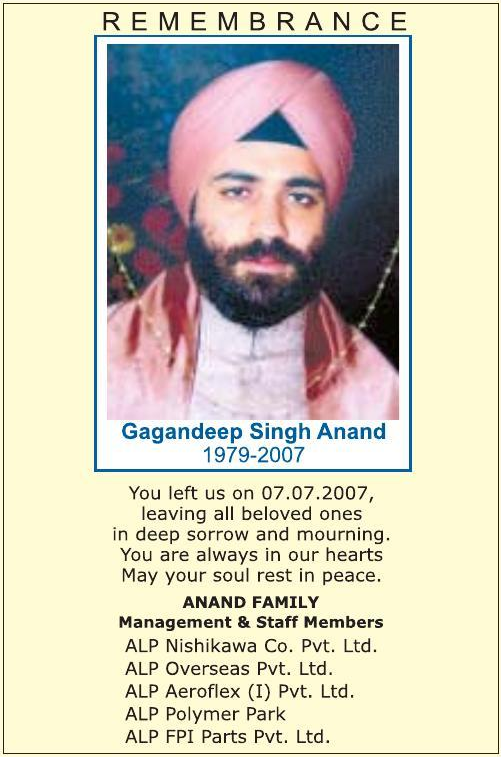 REMEMBRANCE
Gagandeep Singh Anand
1979-2007
You left us on 07.07.2007,
leaving all beloved ones
in deep sorrow and mourning.
You are always in our hearts
May your soul rest in peace.
ANAND FAMILY
Management & Staff Members
ALP Nishikawa Co. Pvt. Ltd.
ALP Overseas Pvt. Ltd.
ALP Aeroflex (I) Pvt. Ltd.
ALP Polymer Park
ALP FPI Parts Pvt. Ltd.